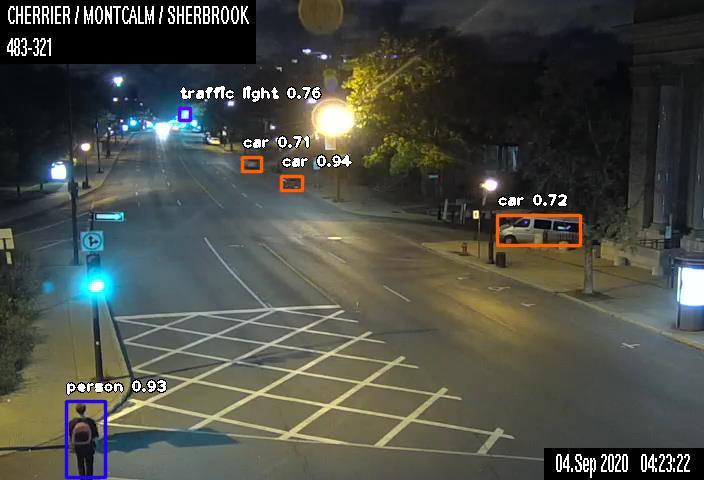 CHERRIER / MONTCALM / SHERBROOK
483-321
traffic light 0.76
car 0.71
car 0.94
car 0.72
person 0.93
04.Sep 2020 04:23:22